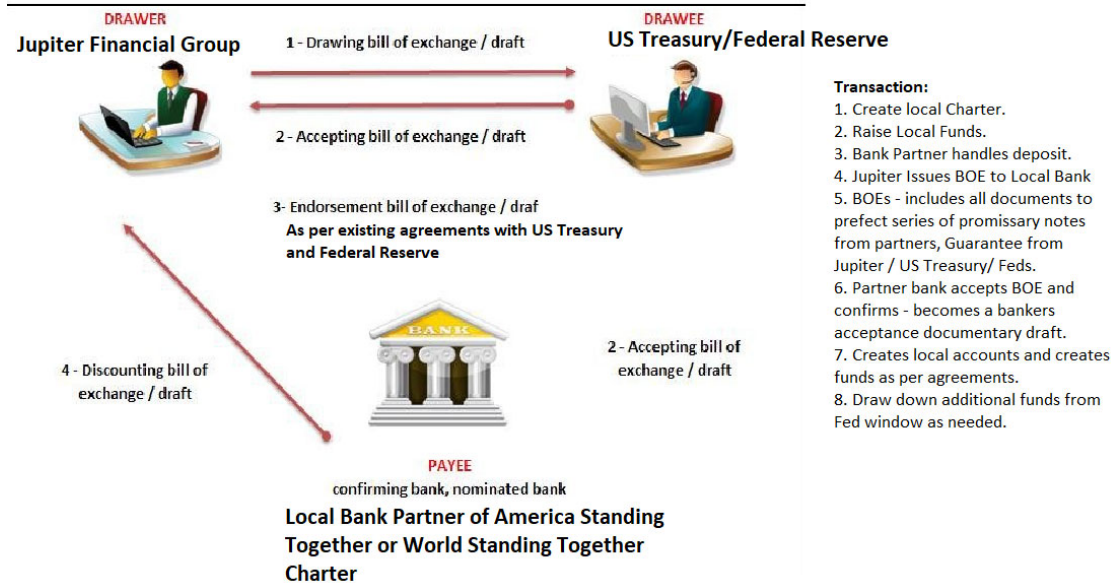 DRAWER
Jupiter Financial Group
DRAWEE
US Treasury/Federal Reserve
1 - Drawing bill of exchange / draft
2 - Accepting bill of exchange / draft
3- Endorsement bill of exchange / draf
As per existing agreements with US Treasury
and Federal Reserve
BANK
4 - Discounting bill of
exchange / draft
2 - Accepting bill of
exchange / draft
PAYEE
confirming bank, nominated bank
Local Bank Partner of America Standing
Together or World Standing Together
Charter
Transaction:
1. Create local Charter.
2. Raise Local Funds.
3. Bank Partner handles deposit.
4. Jupiter Issues BOE to Local Bank
5. BOEs - includes all documents to
prefect series of promissary notes
from partners, Guarantee from
Jupiter / US Treasury/ Feds.
6. Partner bank accepts BOE and
confirms - becomes a bankers
acceptance documentary draft.
7. Creates local accounts and creates
funds as per agreements.
8. Draw down additional funds from
Fed window as needed.